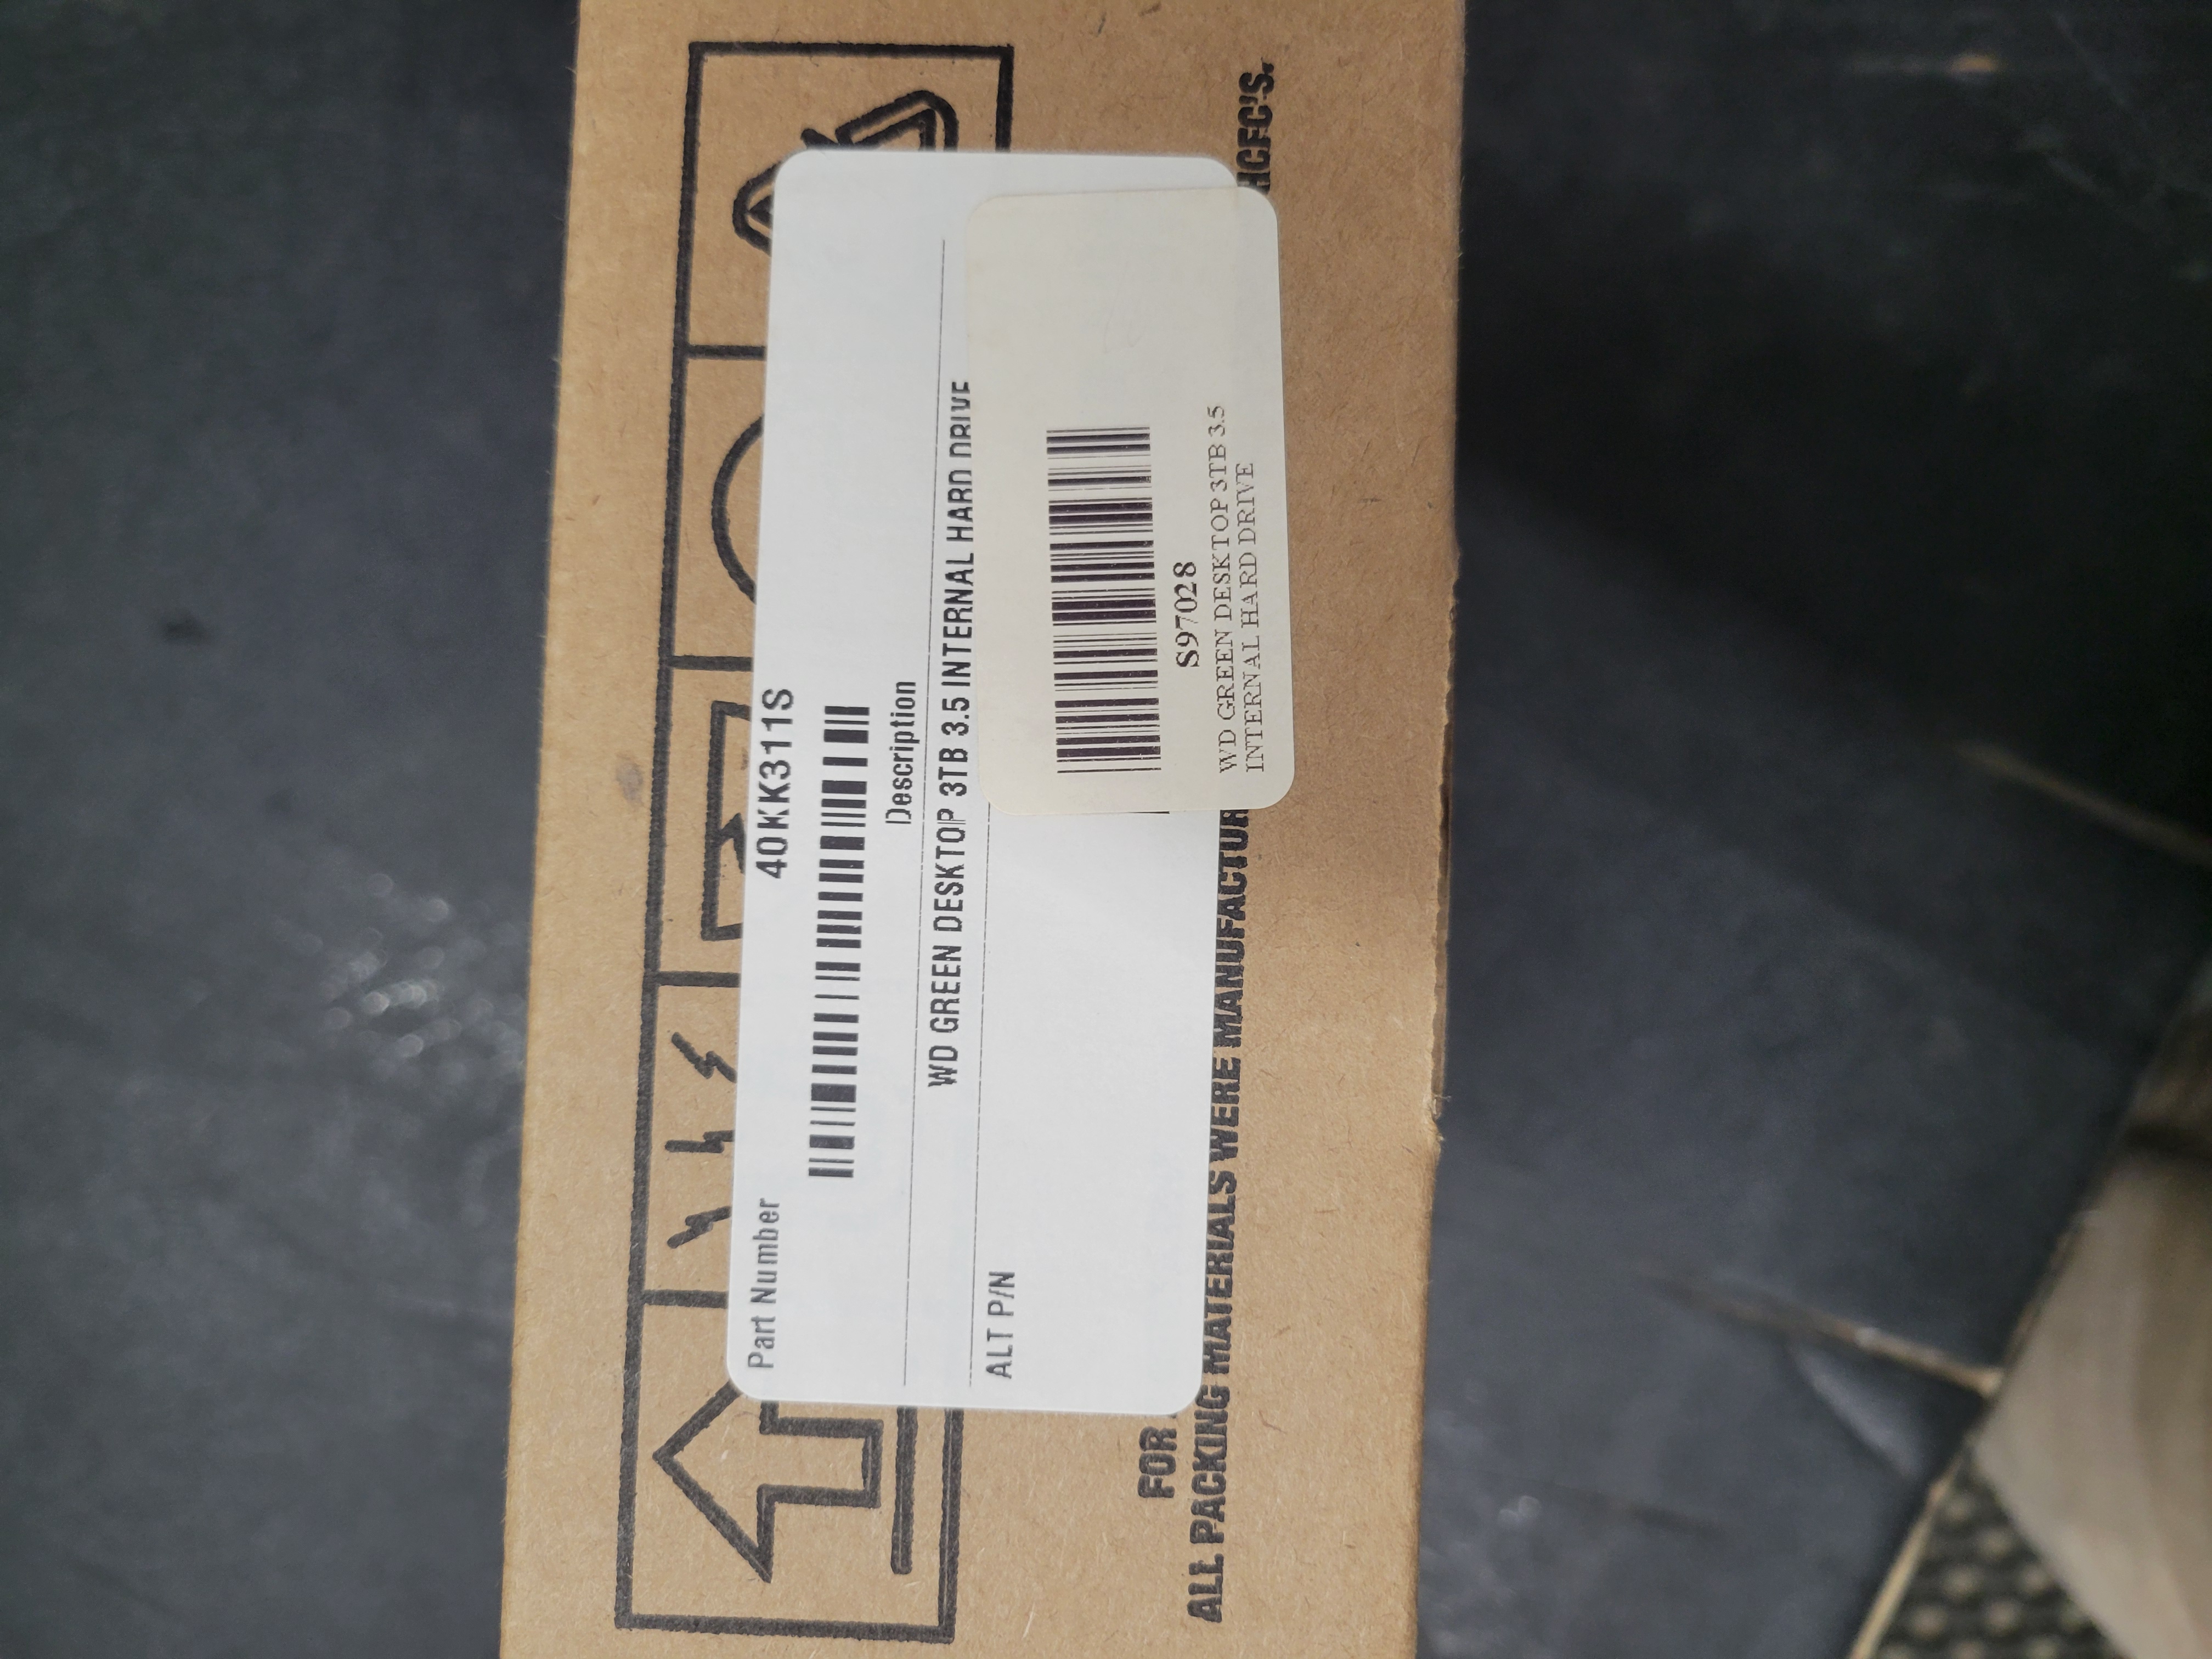 Part Number
40KK311S
Description
WD GREEN DESKTOP 3TB 3.5 INTERNAL HARD DRIVE
ALT P/N
S97028
WD GREEN DESKTOP 3TB 3.5
INTERNAL HARD DRIVE
FOR
ALL PACKING MATERIALS WERE MANUFACTUR HCFC'S.